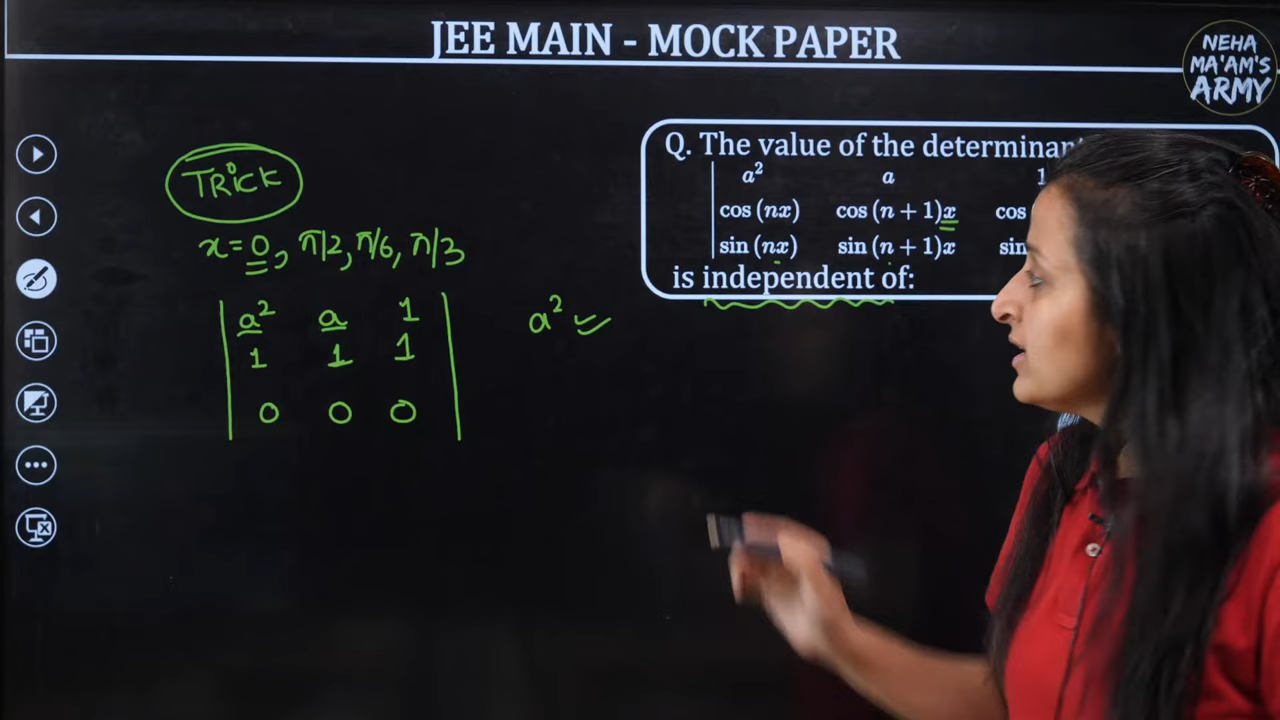 JEE MAIN - MOCK PAPER
NEHA
MA'AM'S
ARMY
TRICK
x = 0, π/2, π/6, π/3
| a² a 1 |
| 1 1 1 |
| 0 0 0 |
a²
Q. The value of the
| a² a 1
| cos (nx) cos (n + 1)x cos
| sin (nx) sin (n + 1)x sin
is independent of: